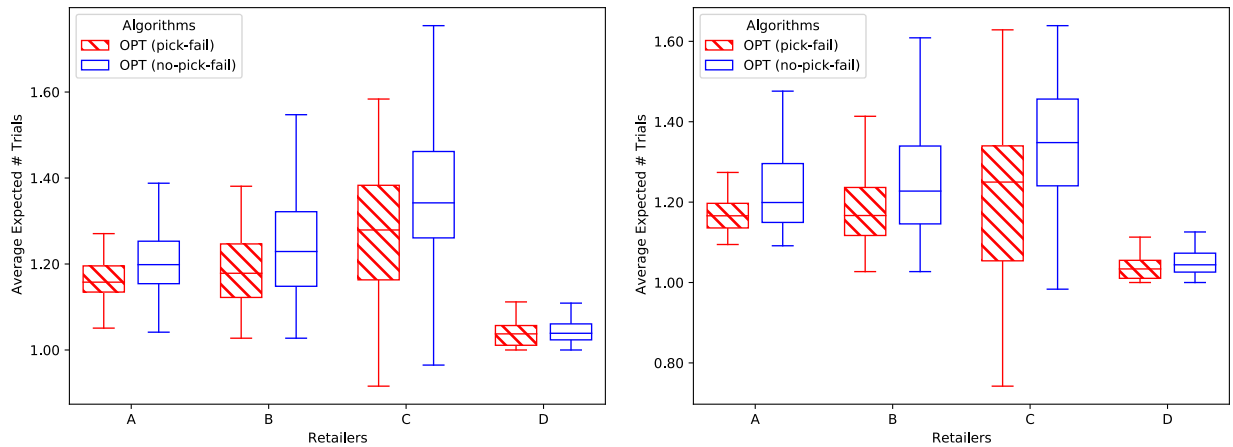 Algorithms
OPT (pick-fail)
OPT (no-pick-fail)
Average Expected # Trials
1.60
1.40
1.20
1.00
A B C D
Retailers
Algorithms
OPT (pick-fail)
OPT (no-pick-fail)
Average Expected # Trials
1.60
1.40
1.20
1.00
0.80
A B C D
Retailers